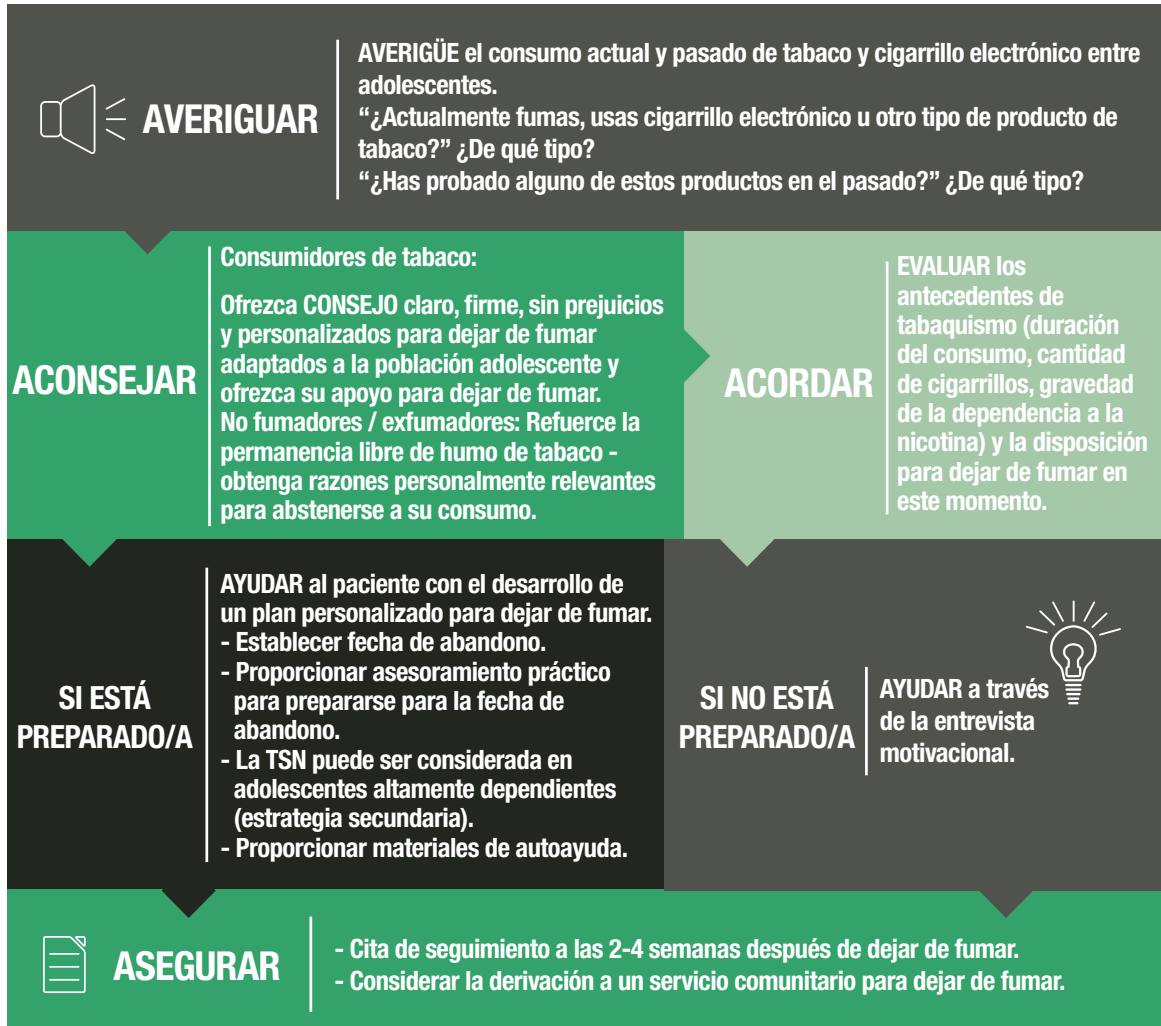 AVERIGUAR
AVERIGÜE el consumo actual y pasado de tabaco y cigarrillo electrónico entre
adolescentes.
“¿Actualmente fumas, usas cigarrillo electrónico u otro tipo de producto de
tabaco?” ¿De qué tipo?
“¿Has probado alguno de estos productos en el pasado?” ¿De qué tipo?
ACONSEJAR
Consumidores de tabaco:
Ofrezca CONSEJO claro, firme, sin prejuicios
y personalizados para dejar de fumar
adaptados a la población adolescente y
ofrezca su apoyo para dejar de fumar.
No fumadores / exfumadores: Refuerce la
permanencia libre de humo de tabaco -
obtenga razones personalmente relevantes
para abstenerse a su consumo.
ACORDAR
EVALUAR los
antecedentes de
tabaquismo (duración
del consumo, cantidad
de cigarrillos, gravedad
de la dependencia a la
nicotina) y la disposición
para dejar de fumar en
este momento.
SI ESTÁ
PREPARADO/A
AYUDAR al paciente con el desarrollo de
un plan personalizado para dejar de fumar.
- Establecer fecha de abandono.
- Proporcionar asesoramiento práctico
para prepararse para la fecha de
abandono.
- La TSN puede ser considerada en
adolescentes altamente dependientes
(estrategia secundaria).
- Proporcionar materiales de autoayuda.
SI NO ESTÁ
PREPARADO/A
AYUDAR a través
de la entrevista
motivacional.
ASEGURAR
- Cita de seguimiento a las 2-4 semanas después de dejar de fumar.
- Considerar la derivación a un servicio comunitario para dejar de fumar.